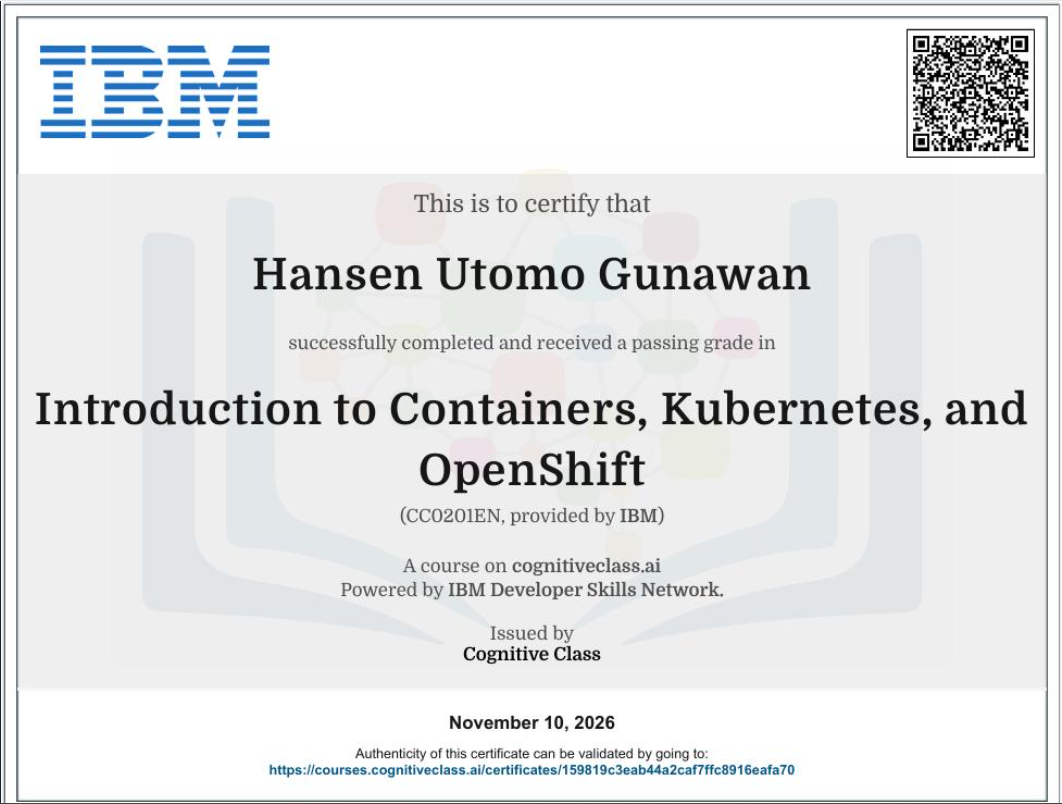 IBM
This is to certify that
Hansen Utomo Gunawan
successfully completed and received a passing grade in
Introduction to Containers, Kubernetes, and
OpenShift
(CC0201EN, provided by IBM)
A course on cognitiveclass.ai
Powered by IBM Developer Skills Network.
Issued by
Cognitive Class
November 10, 2026
Authenticity of this certificate can be validated by going to:
https://courses.cognitiveclass.ai/certificates/159819c3eab44a2caf7ffc8916eafa70